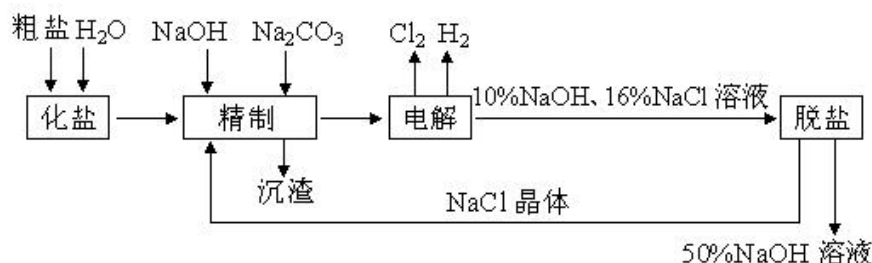 粗盐 H₂O NaOH Na₂CO₃ Cl₂ H₂
10%NaOH、16%NaCl 溶液
化盐 精制 电解 脱盐
沉渣
NaCl 晶体
50%NaOH 溶液